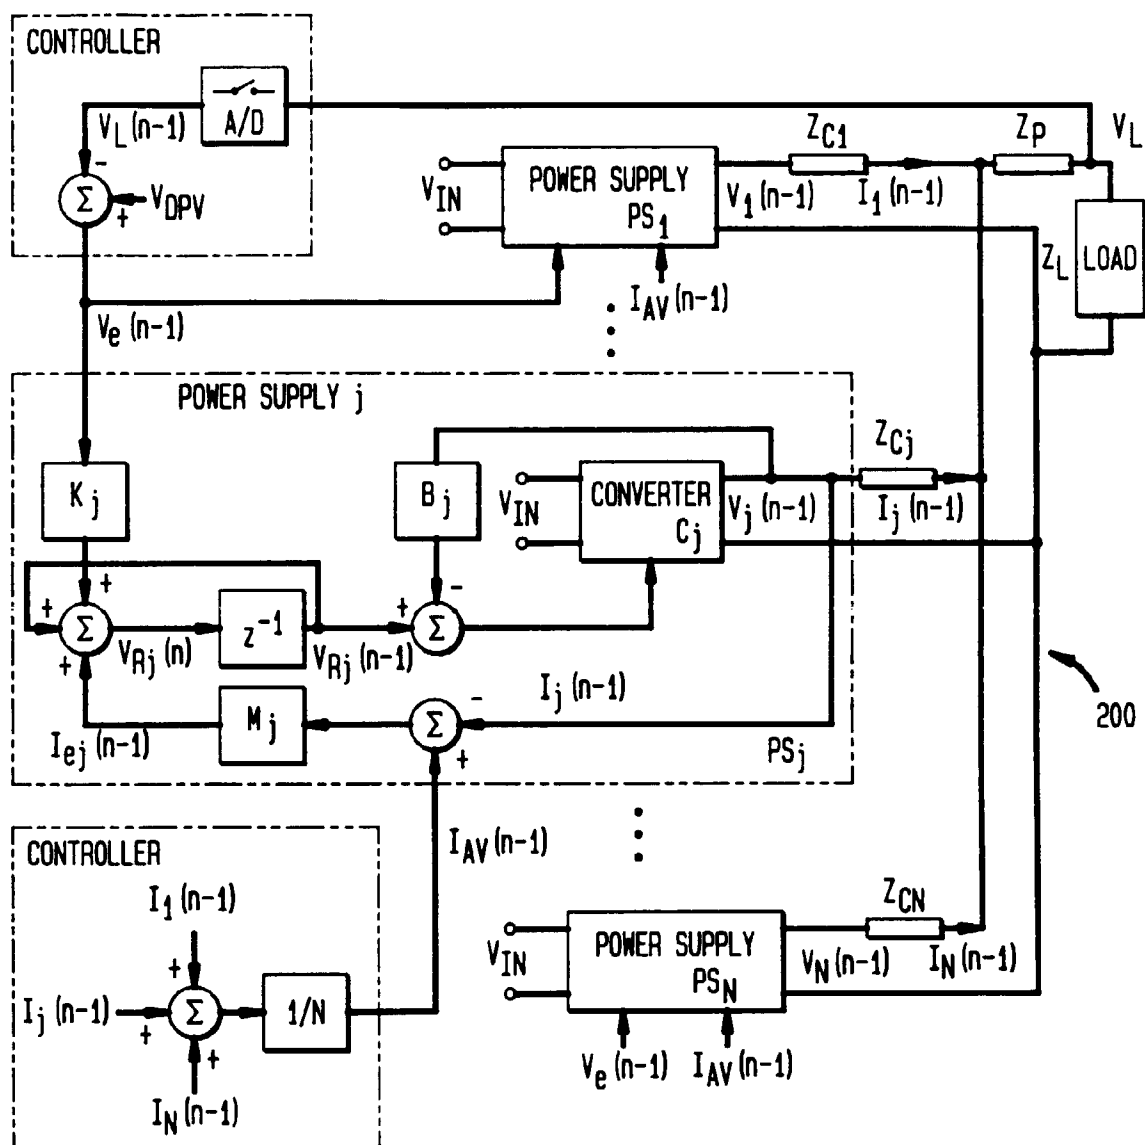 CONTROLLER
A/D
V_L (n-1)
Σ
-
+
V_DPV
V_e (n-1)
V_IN
POWER SUPPLY
PS_1
I_AV (n-1)
V_1 (n-1)
Z_C1
I_1 (n-1)
Z_P
V_L
Z_L
LOAD
POWER SUPPLY j
K_j
B_j
V_IN
CONVERTER
C_j
V_j (n-1)
Z_Cj
I_j (n-1)
+
+
Σ
+
V_Rj (n)
z^-1
V_Rj (n-1)
+
-
Σ
I_ej (n-1)
M_j
Σ
-
+
I_j (n-1)
PS_j
200
CONTROLLER
I_1 (n-1)
+
I_j (n-1)
+
Σ
+
I_N (n-1)
1/N
I_AV (n-1)
V_IN
POWER SUPPLY
PS_N
V_e (n-1)
I_AV (n-1)
Z_CN
V_N (n-1)
I_N (n-1)